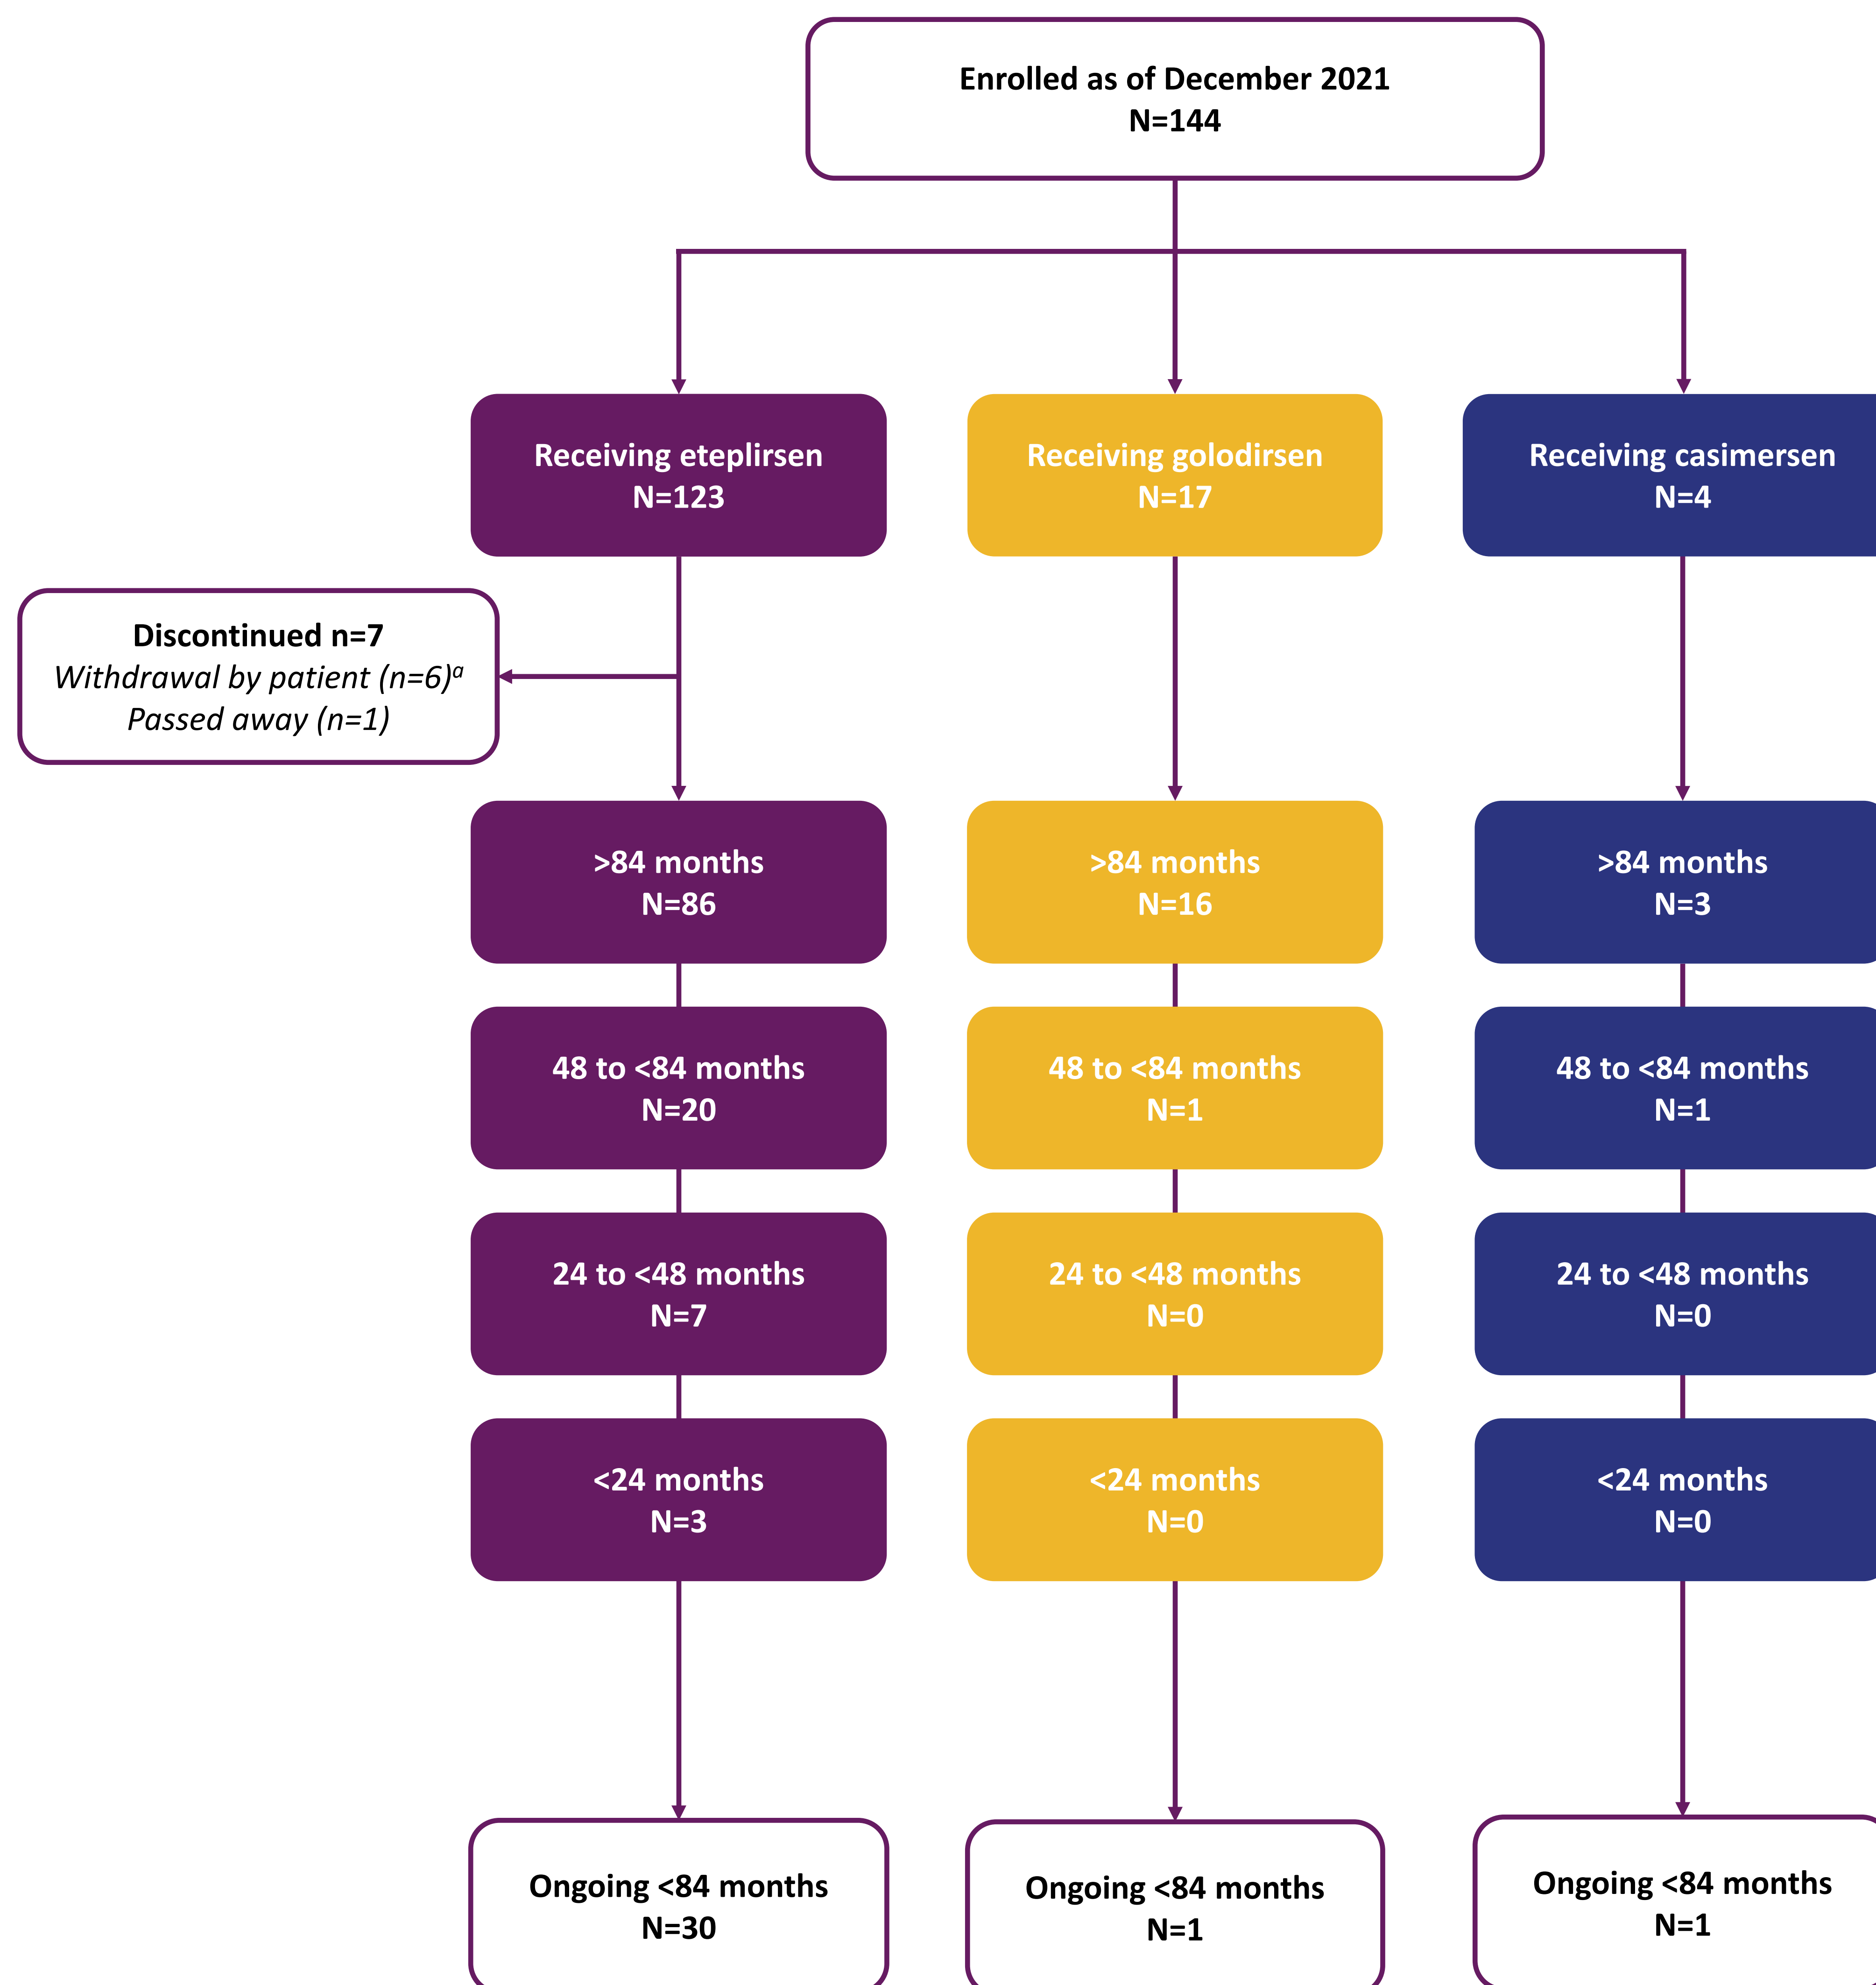 Enrolled as of December 2021
N=144
Receiving eteplirsen
N=123
Receiving golodirsen
N=17
Receiving casimersen
N=4
Discontinued n=7
Withdrawal by patient (n=6)ᵃ
Passed away (n=1)
>84 months
N=86
>84 months
N=16
>84 months
N=3
48 to <84 months
N=20
48 to <84 months
N=1
48 to <84 months
N=1
24 to <48 months
N=7
24 to <48 months
N=0
24 to <48 months
N=0
<24 months
N=3
<24 months
N=0
<24 months
N=0
Ongoing <84 months
N=30
Ongoing <84 months
N=1
Ongoing <84 months
N=1